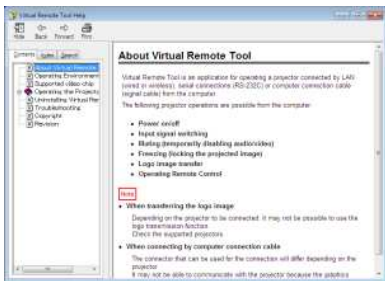 Virtual Remote Tool Help
Hide Back Forward Print
Contents Index Search
About Virtual Remote
Operating Environment
Supported video chip
Operating the Projecto
Uninstalling Virtual Rem
Troubleshooting
Copyright
Revision
About Virtual Remote Tool
Virtual Remote Tool is an application for operating a projector connected by LAN
(wired or wireless), serial connections (RS-232C) or computer connection cable
(signal cable) from the computer.
The following projector operations are possible from the computer.
• Power on/off
• Input signal switching
• Muting (temporarily disabling audio/video)
• Freezing (locking the projected image)
• Logo image transfer
• Operating Remote Control
Note
• When transferring the logo image:
Depending on the projector to be connected, it may not be possible to use the
logo transmission function.
Check the supported projectors
• When connecting by computer connection cable
The connector that can be used for the connection will differ depending on the
projector.
It may not be able to communicate with the projector because the graphics